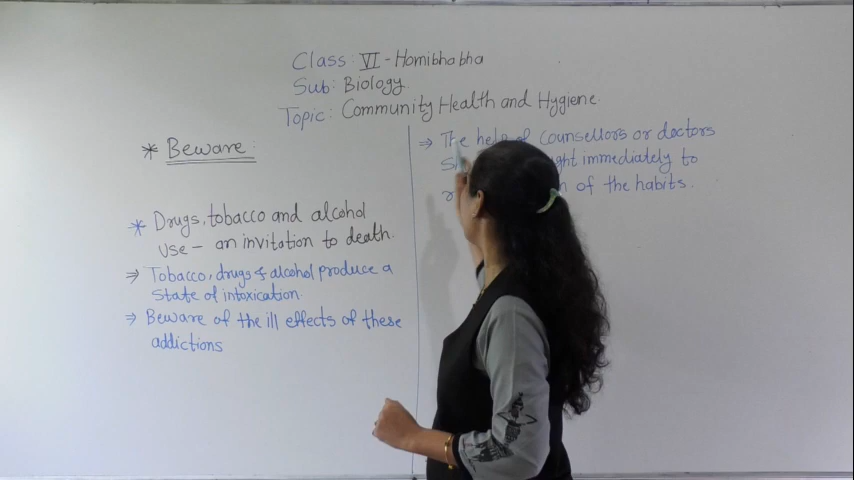 Class: VI - Homibhabha
Sub: Biology.
Topic: Community Health and Hygiene.
* Beware:
* Drugs, tobacco and alcohol
use - an invitation to death.
⇒ Tobacco, drugs & alcohol produce a
state of intoxication.
⇒ Beware of the ill effects of these
addictions
⇒ The help of counsellors or doctors
immediately to
of the habits.